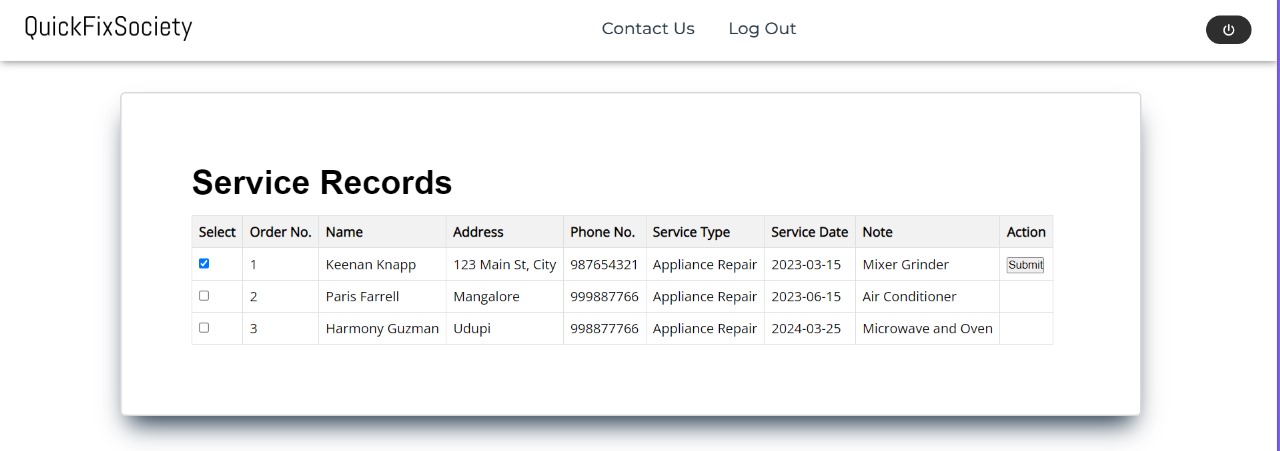 QuickFixSociety Contact Us Log Out
Service Records
Select Order No. Name Address Phone No. Service Type Service Date Note Action
1 Keenan Knapp 123 Main St, City 987654321 Appliance Repair 2023-03-15 Mixer Grinder Submit
2 Paris Farrell Mangalore 999887766 Appliance Repair 2023-06-15 Air Conditioner
3 Harmony Guzman Udupi 998877766 Appliance Repair 2024-03-25 Microwave and Oven